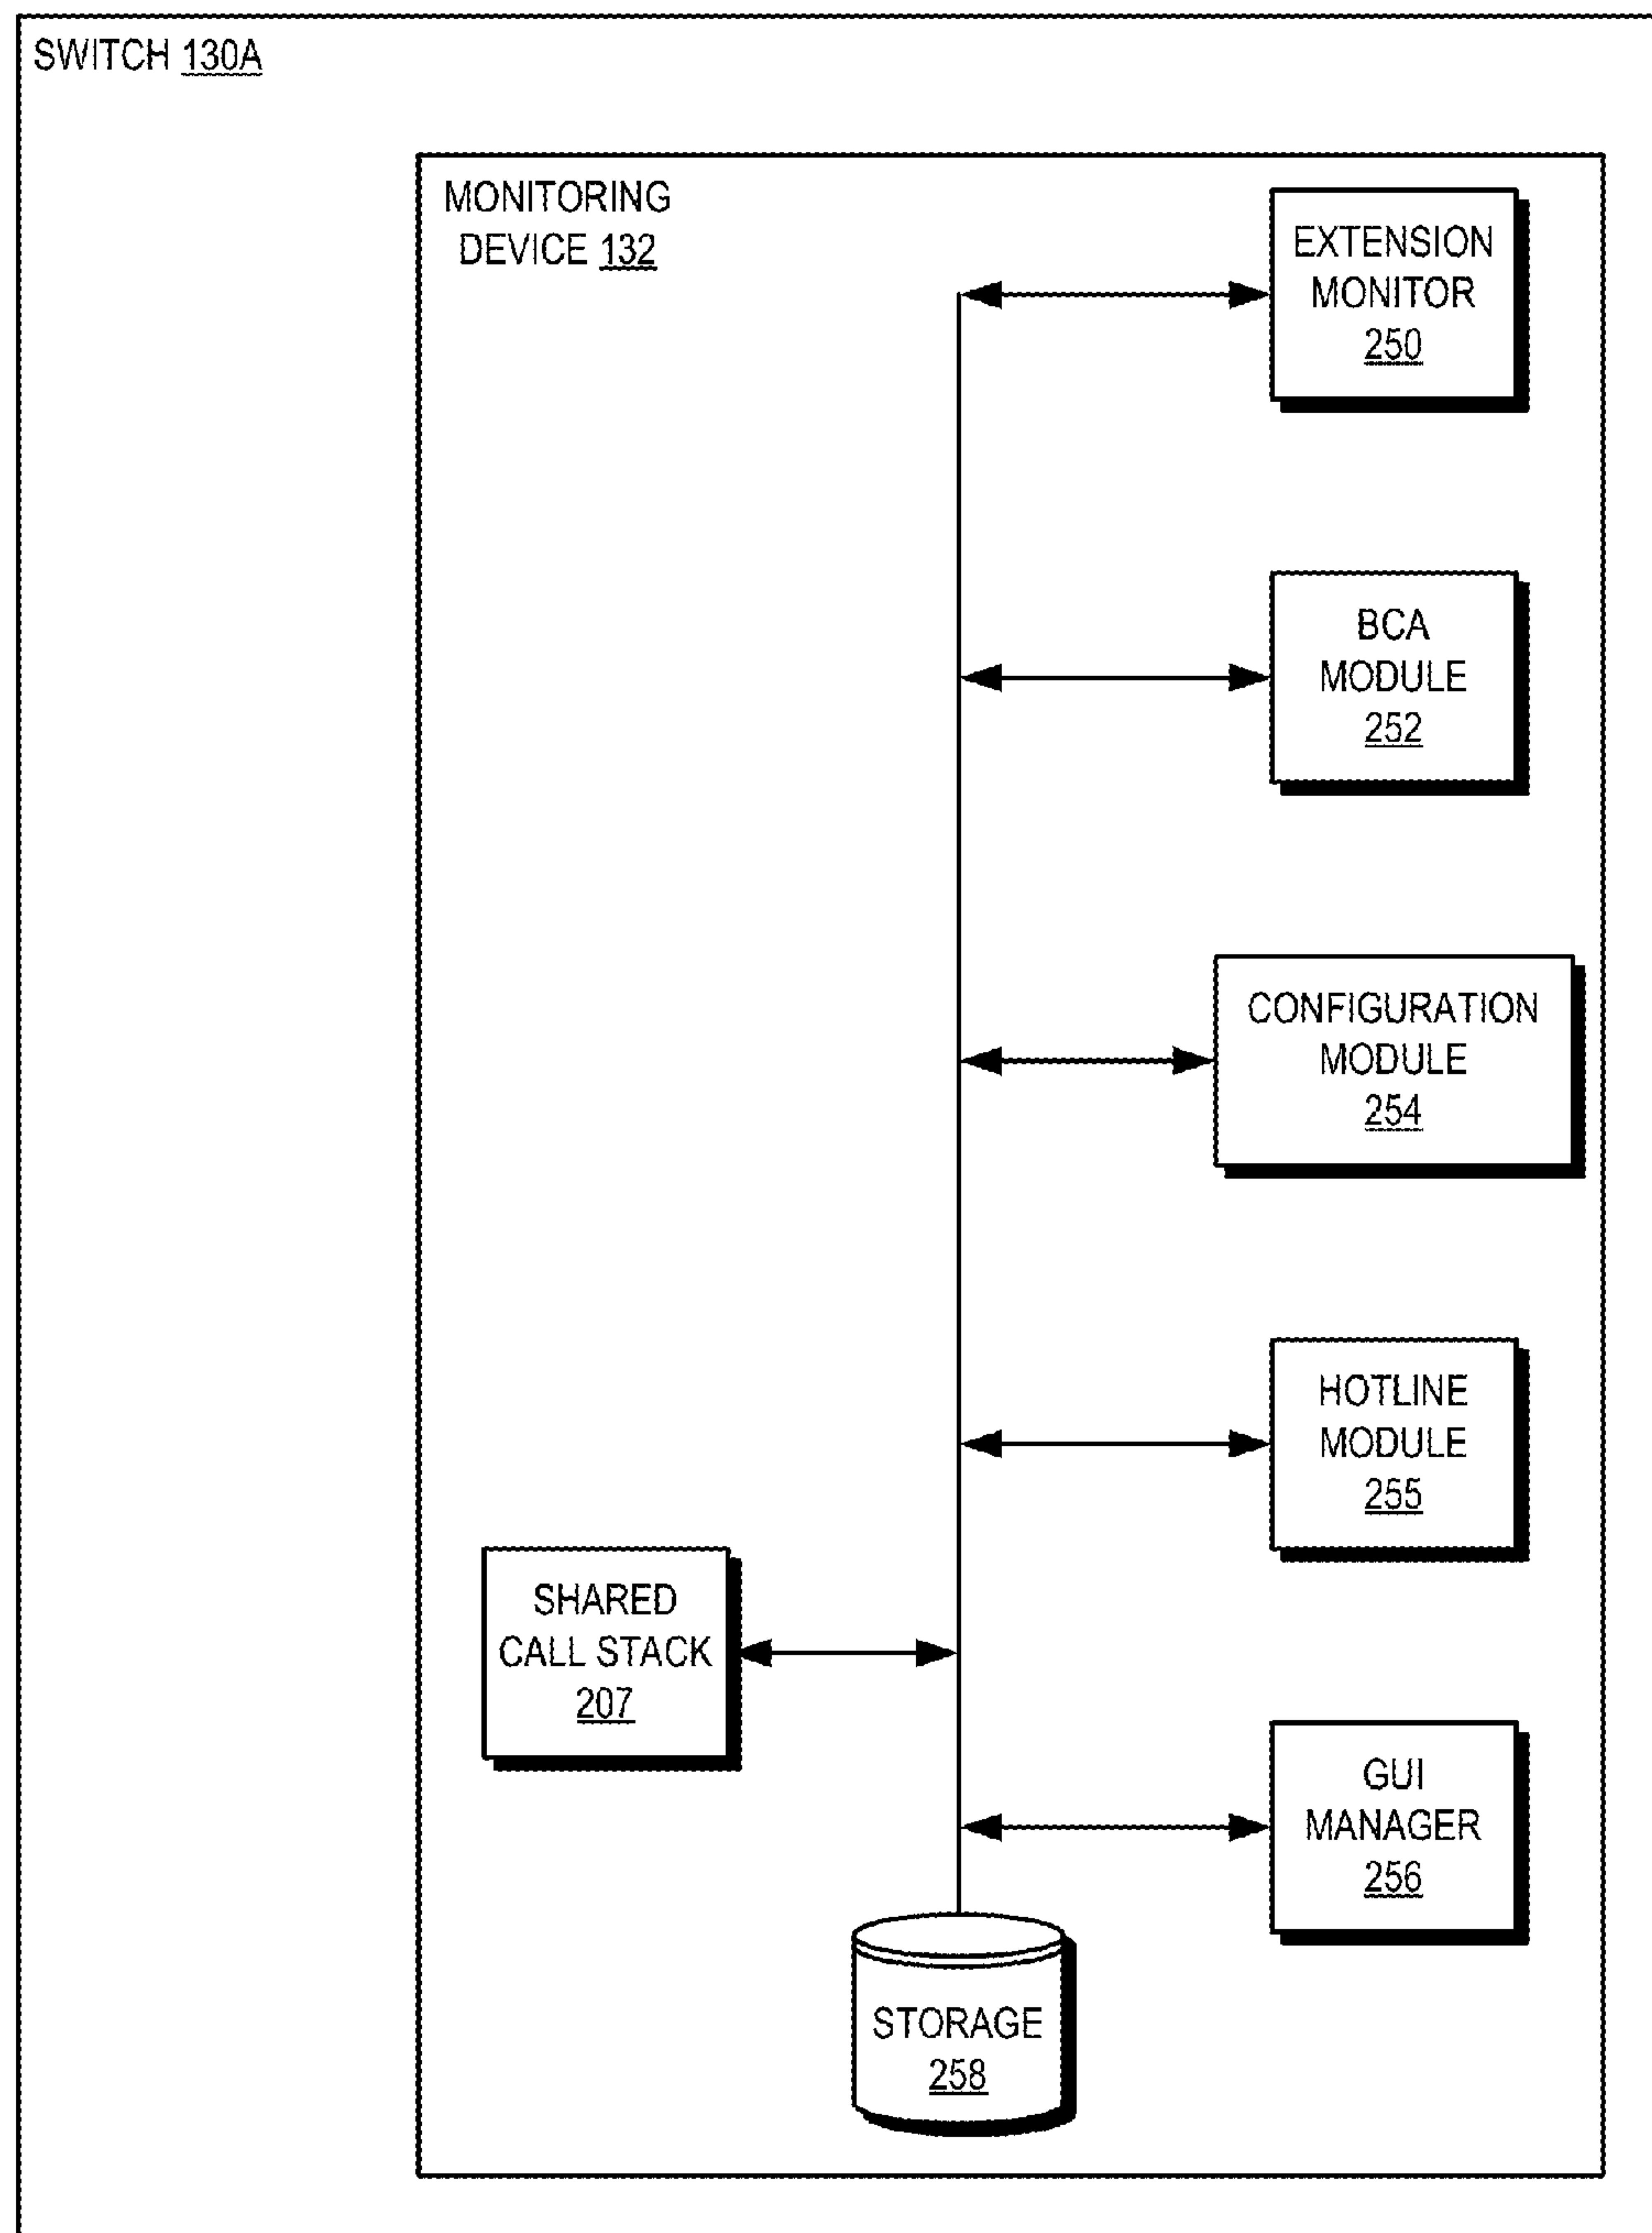 SWITCH 130A
MONITORING
DEVICE 132
EXTENSION
MONITOR
250
BCA
MODULE
252
CONFIGURATION
MODULE
254
HOTLINE
MODULE
255
SHARED
CALL STACK
207
GUI
MANAGER
256
STORAGE
258